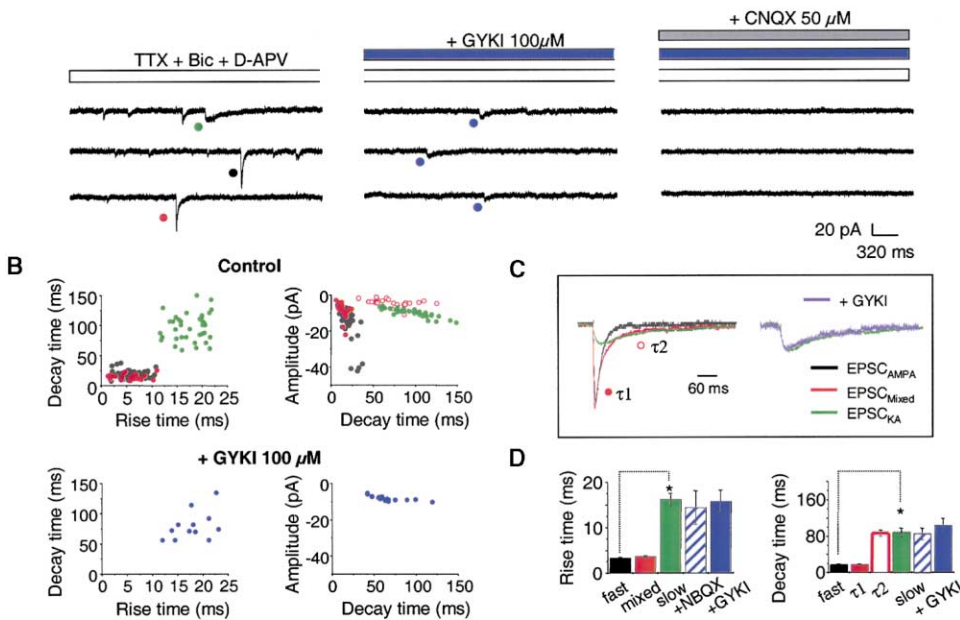 + CNQX 50 µM
+ GYKI 100µM
TTX + Bic + D-APV
20 pA
320 ms
B
Control
Decay time (ms)
150
100
50
0
0 5 10 15 20 25
Rise time (ms)
Amplitude (pA)
0
-20
-40
0 50 100 150
Decay time (ms)
+ GYKI 100 µM
Decay time (ms)
150
100
50
0
0 5 10 15 20 25
Rise time (ms)
Amplitude (pA)
0
-20
-40
0 50 100 150
Decay time (ms)
C
+ GYKI
τ2
τ1
60 ms
EPSC_AMPA
EPSC_Mixed
EPSC_KA
D
Rise time (ms)
20
10
0
*
fast
mixed
slow
+NBQX
+GYKI
Decay time (ms)
240
160
80
0
*
fast
τ1
τ2
slow
+ GYKI